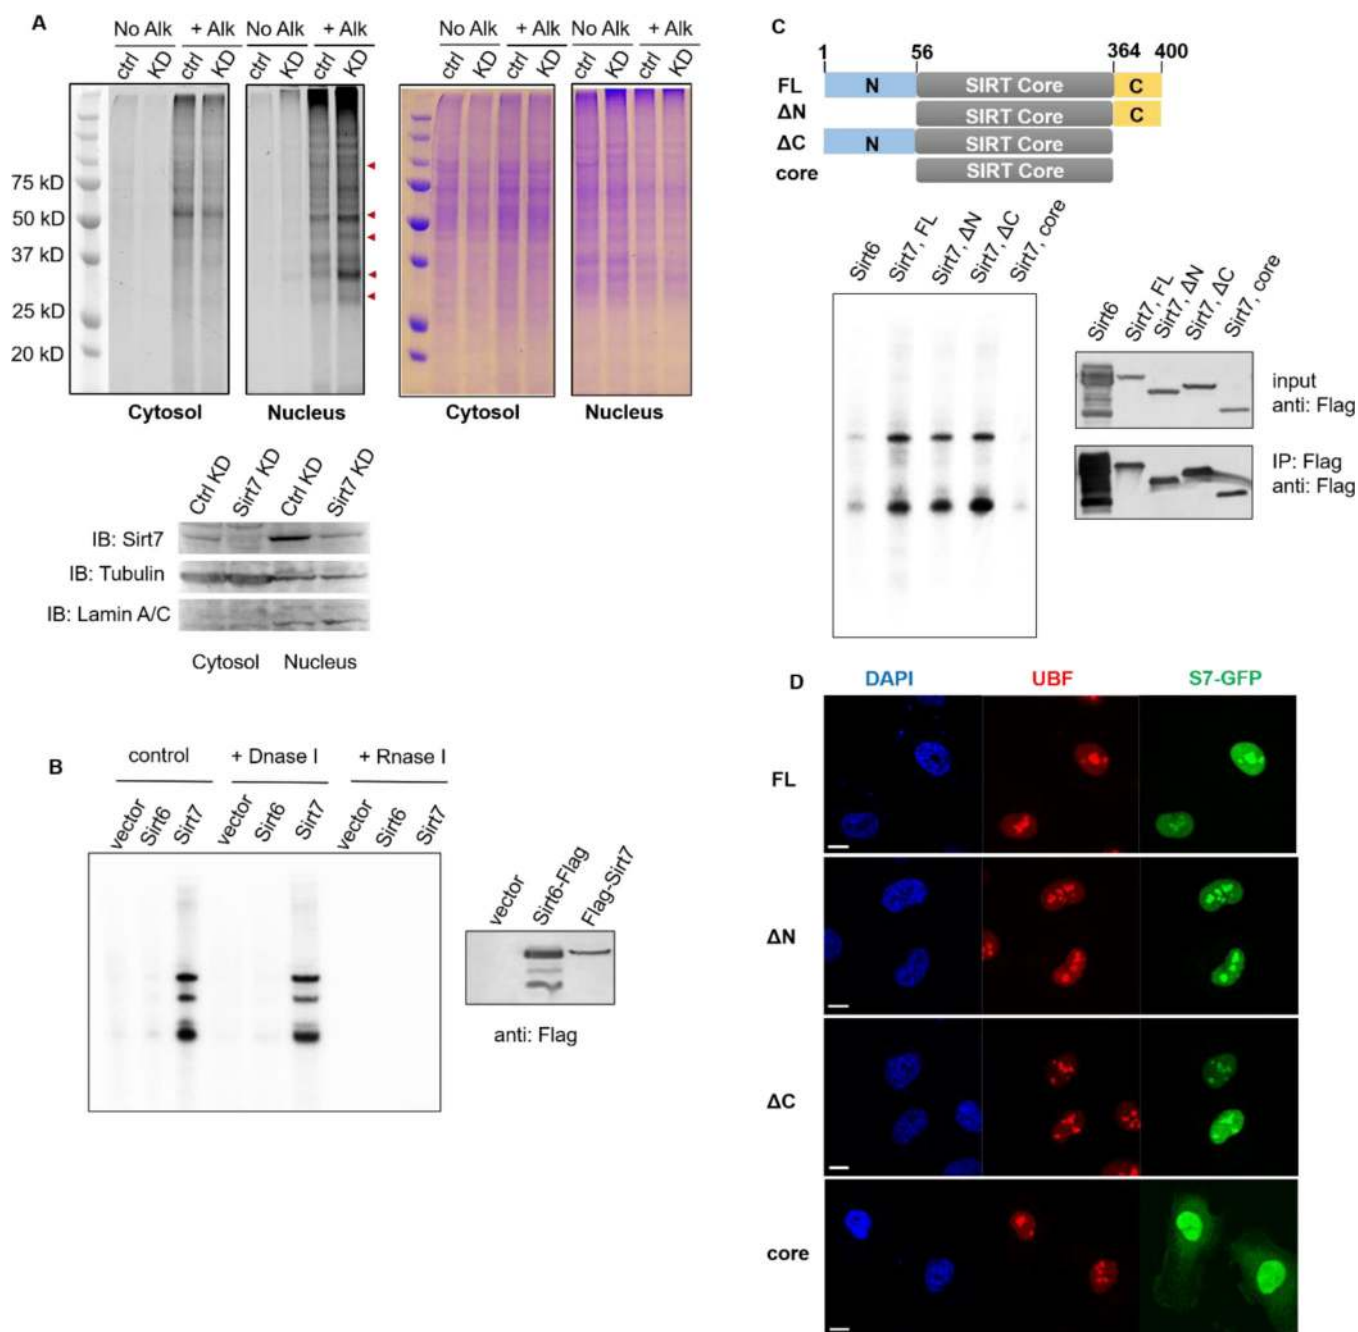 A
No Alk + Alk No Alk + Alk
ctrl KD ctrl KD ctrl KD ctrl KD
75 kD
50 kD
37 kD
25 kD
20 kD
Cytosol Nucleus
No Alk + Alk No Alk + Alk
ctrl KD ctrl KD ctrl KD ctrl KD
Cytosol Nucleus
Ctrl KD Sirt7 KD Ctrl KD Sirt7 KD
IB: Sirt7
IB: Tubulin
IB: Lamin A/C
Cytosol Nucleus
B
control + Dnase I + Rnase I
vector Sirt6 Sirt7 vector Sirt6 Sirt7 vector Sirt6 Sirt7
vector Sirt6-Flag Flag-Sirt7
anti: Flag
C
1 56 364 400
FL N SIRT Core C
ΔN SIRT Core C
ΔC N SIRT Core
core SIRT Core
Sirt6 Sirt7, FL Sirt7, ΔN Sirt7, ΔC Sirt7, core
Sirt6 Sirt7, FL Sirt7, ΔN Sirt7, ΔC Sirt7, core
input
anti: Flag
IP: Flag
anti: Flag
D
DAPI UBF S7-GFP
FL
ΔN
ΔC
core